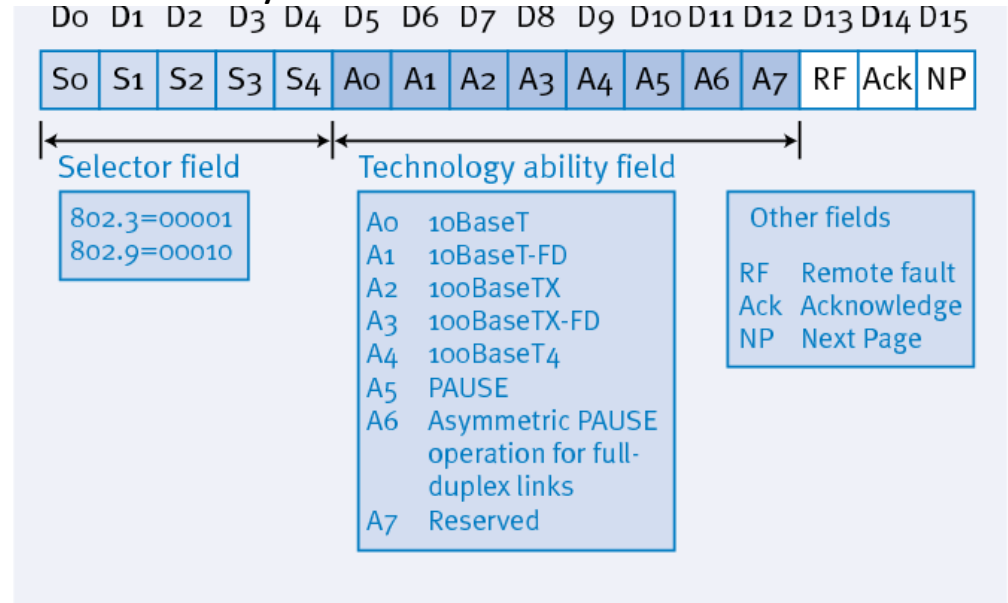 D0 D1 D2 D3 D4 D5 D6 D7 D8 D9 D10 D11 D12 D13 D14 D15
S0 S1 S2 S3 S4 A0 A1 A2 A3 A4 A5 A6 A7 RF Ack NP
Selector field
802.3=00001
802.9=00010
Technology ability field
A0 10BaseT
A1 10BaseT-FD
A2 100BaseTX
A3 100BaseTX-FD
A4 100BaseT4
A5 PAUSE
A6 Asymmetric PAUSE
operation for full-
duplex links
A7 Reserved
Other fields
RF Remote fault
Ack Acknowledge
NP Next Page